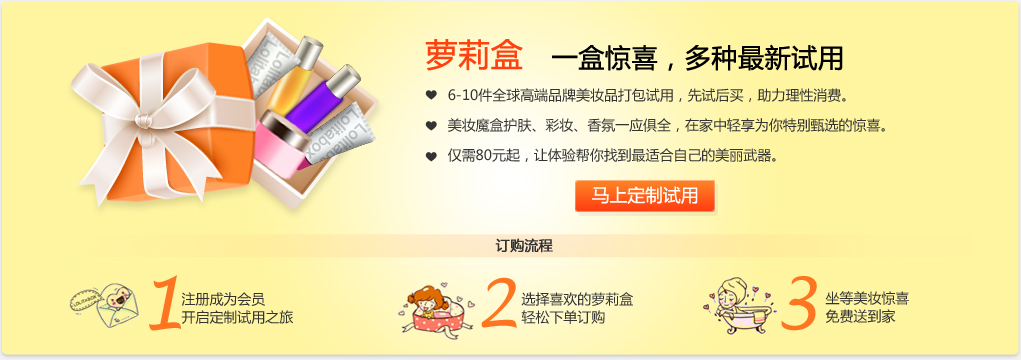 iLolitabox
iLolitabox
萝莉盒 一盒惊喜，多种最新试用
6-10件全球高端品牌美妆品打包试用，先试后买，助力理性消费。
美妆魔盒护肤、彩妆、香氛一应俱全，在家中轻享为你特别甄选的惊喜。
仅需80元起，让体验帮你找到最适合自己的美丽武器。
马上定制试用
订购流程
1 注册成为会员
开启定制试用之旅
2 选择喜欢的萝莉盒
轻松下单订购
3 坐等美妆惊喜
免费送到家